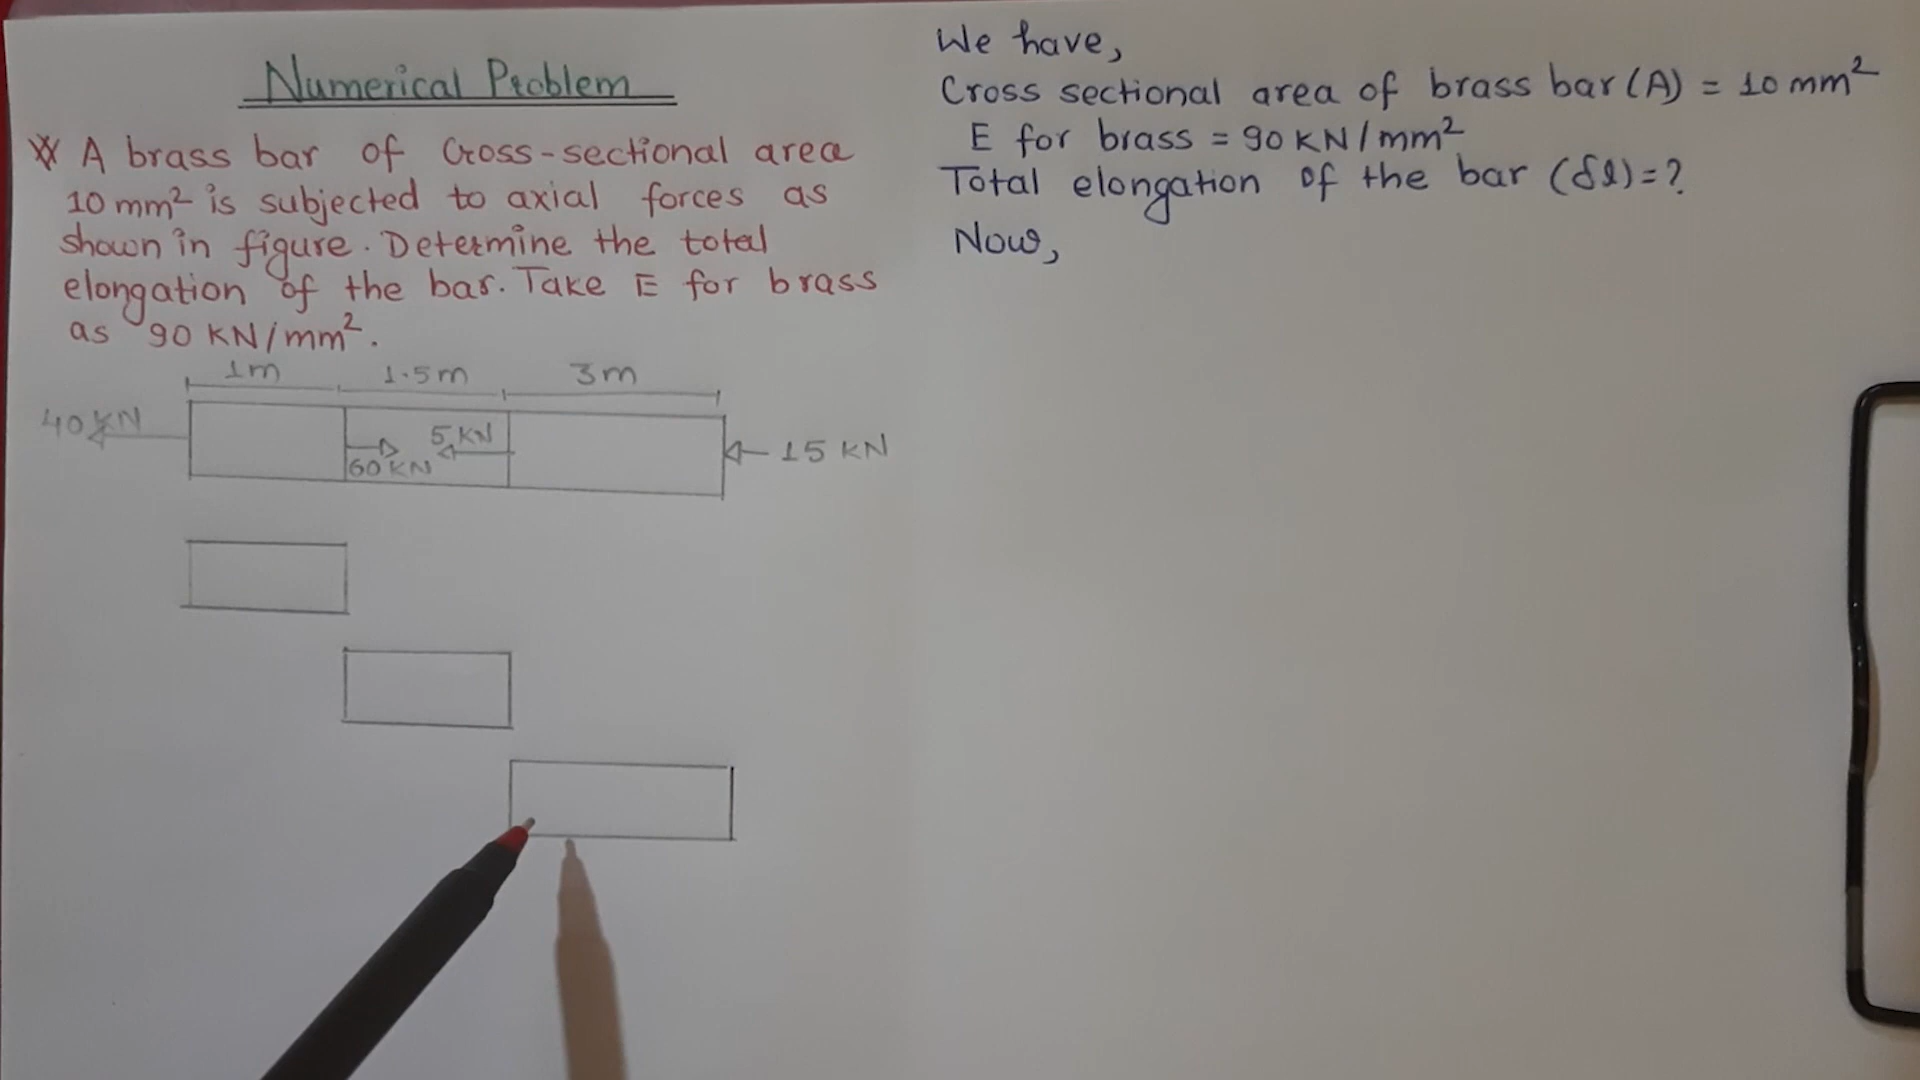 Numerical Problem
※ A brass bar of Cross-sectional area
10 mm² is subjected to axial forces as
shown in figure. Determine the total
elongation of the bar. Take E for brass
as 90 KN/mm².
1m 1.5m 3m
40 KN
5 KN
60 KN
15 KN
We have,
Cross sectional area of brass bar (A) = 10 mm²
E for brass = 90 KN/mm²
Total elongation of the bar (δl)=?
Now,